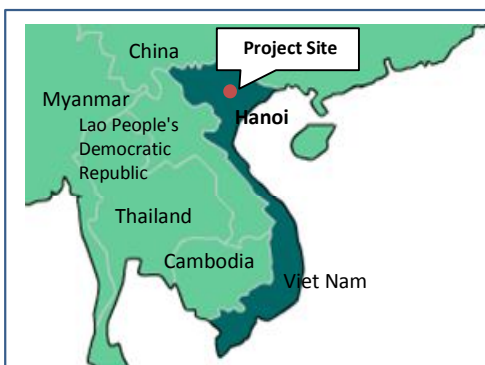 China
Project Site
Myanmar
Hanoi
Lao People's
Democratic
Republic
Thailand
Cambodia
Viet Nam